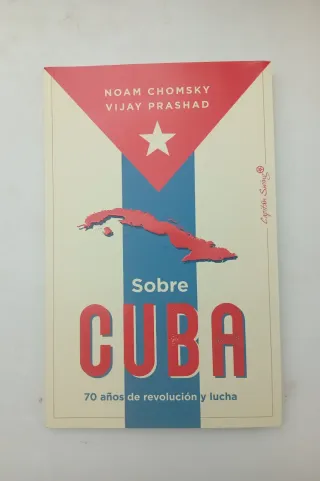 NOAM CHOMSKY
VIJAY PRASHAD
Capitán Swing
Sobre
CUBA
70 años de revolución y lucha